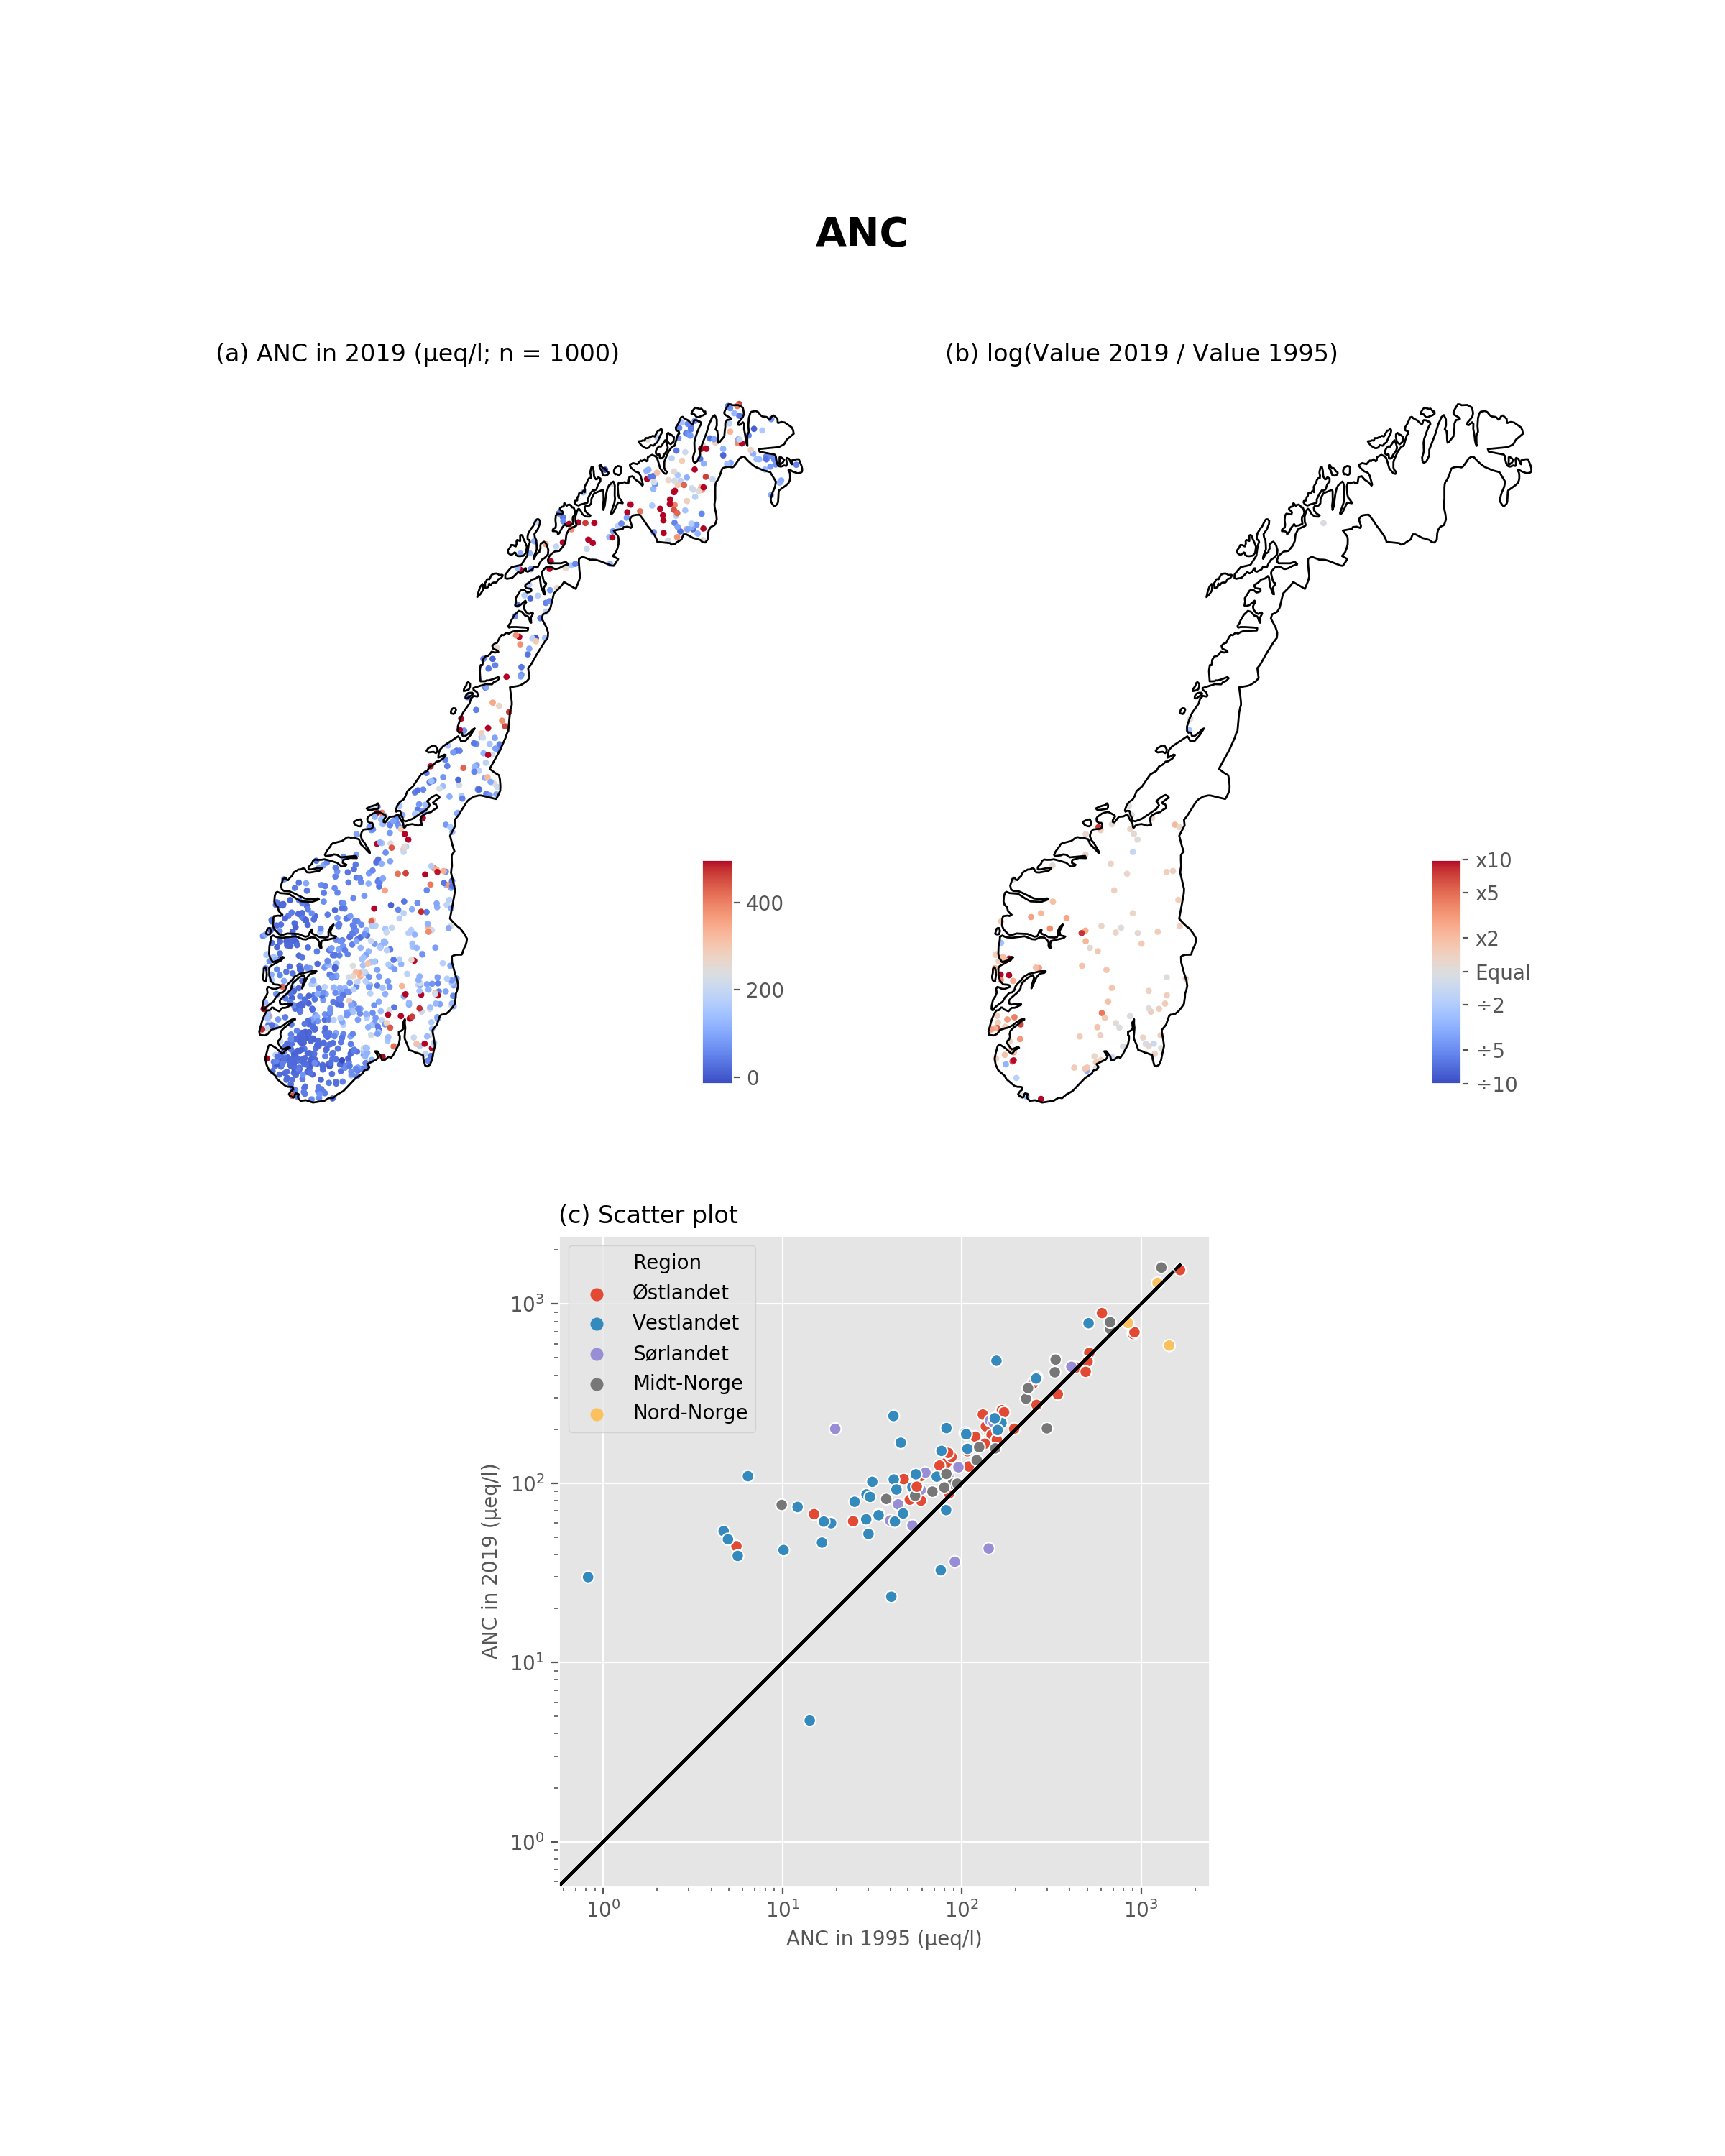 ANC
(a) ANC in 2019 (µeq/l; n = 1000)
(b) log(Value 2019 / Value 1995)
400
200
0
x10
x5
x2
Equal
÷2
÷5
÷10
(c) Scatter plot
Region
Østlandet
Vestlandet
Sørlandet
Midt-Norge
Nord-Norge
ANC in 2019 (µeq/l)
10³
10²
10¹
10⁰
10⁰ 10¹ 10² 10³
ANC in 1995 (µeq/l)